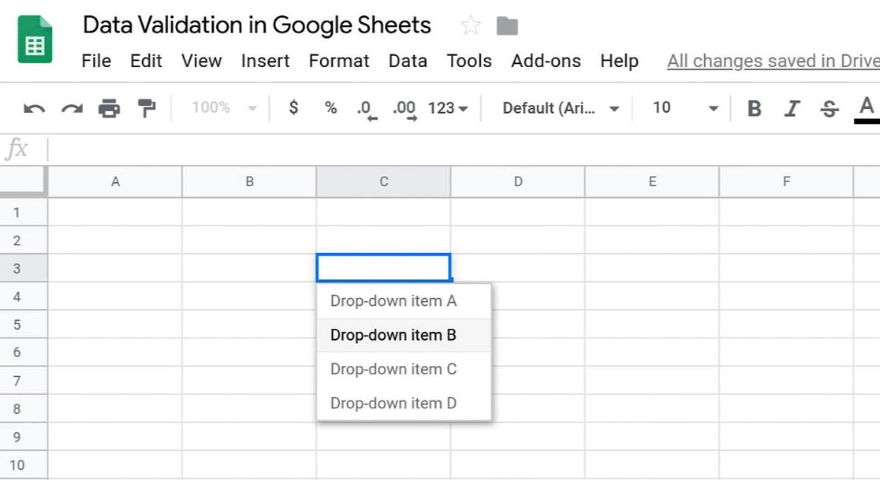 Data Validation in Google Sheets
File Edit View Insert Format Data Tools Add-ons Help All changes saved in Drive
100% $ % .0 .00 123 Default (Ari... 10 B I S A
fx
A B C D E F
1
2
3
4
Drop-down item A
5
Drop-down item B
6
Drop-down item C
7
8
Drop-down item D
9
10